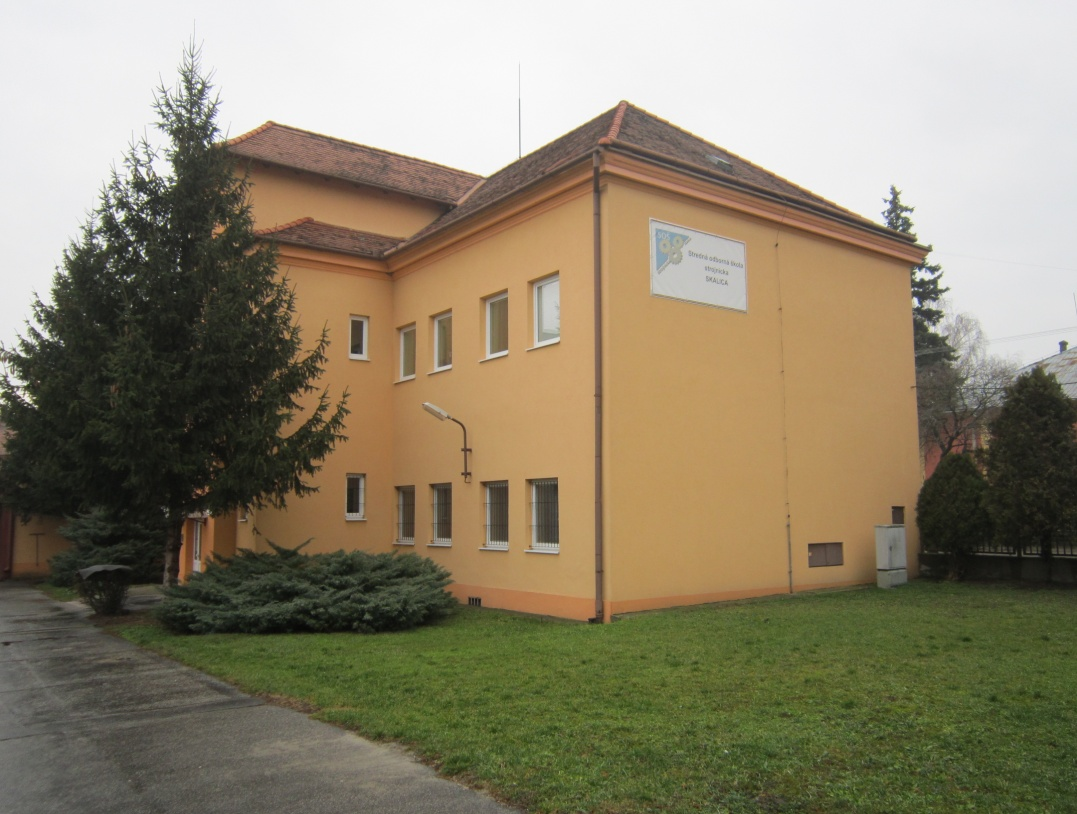 Stredná odborná škola
strojnícka
SKALICA